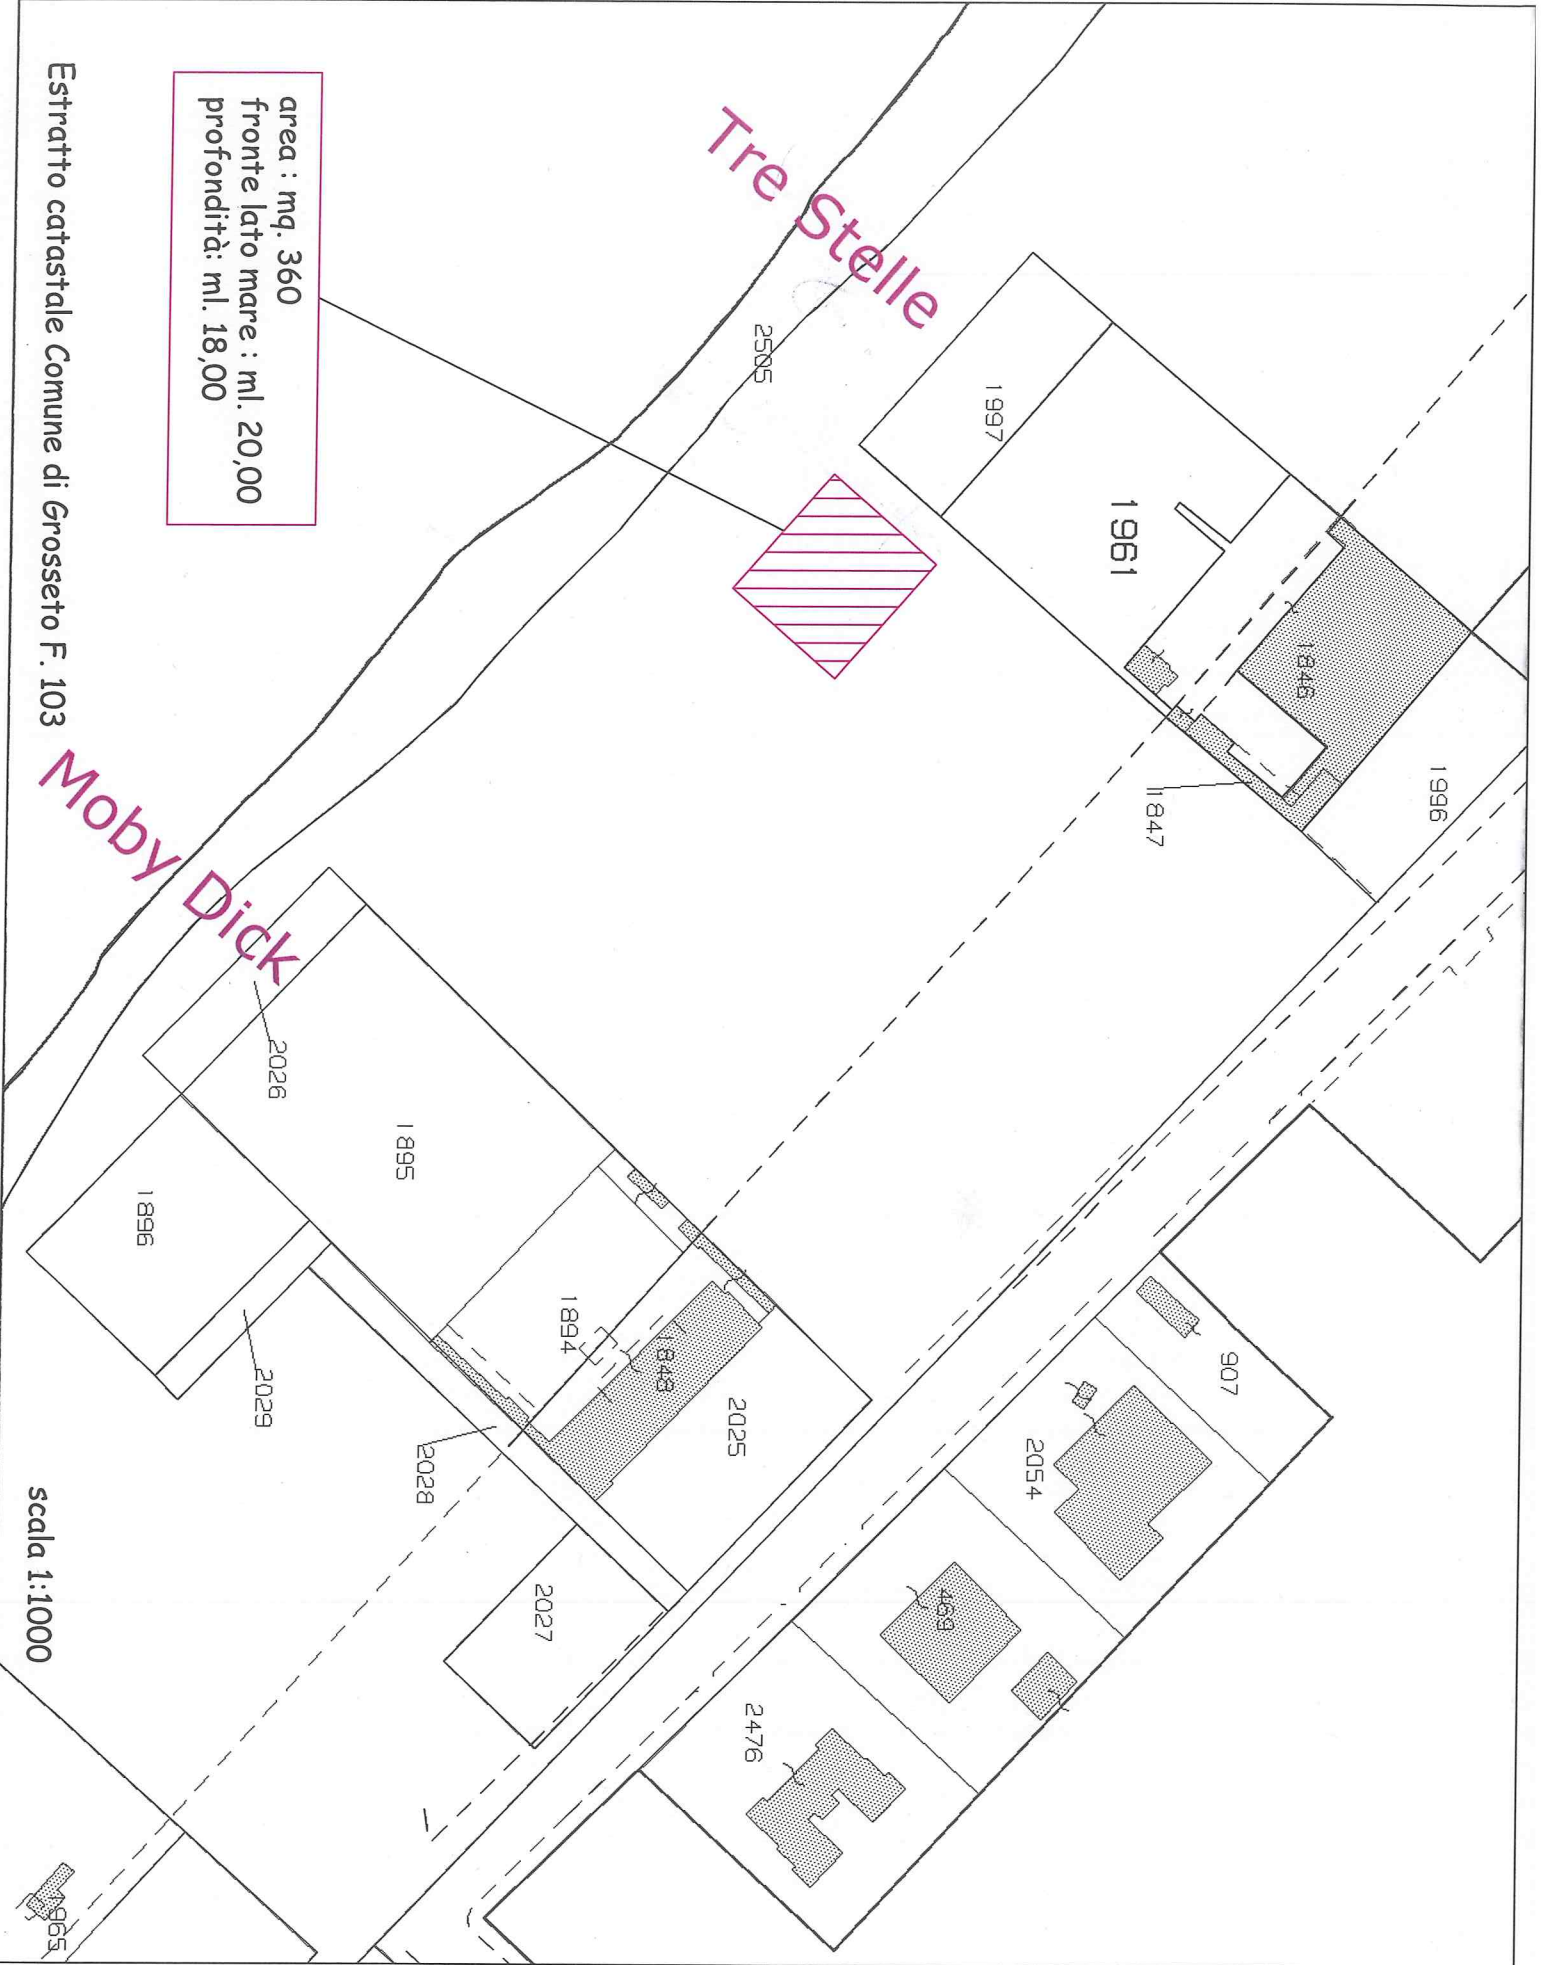 Tre Stelle
area : mq. 360
fronte lato mare : ml. 20,00
profondità: ml. 18,00
Estratto catastale Comune di Grosseto F. 103
Moby Dick
scala 1:1000
2505
1997
1961
1846
1996
1847
2026
1895
1896
2029
1894
1848
2025
2028
2027
907
2054
469
2476
1965